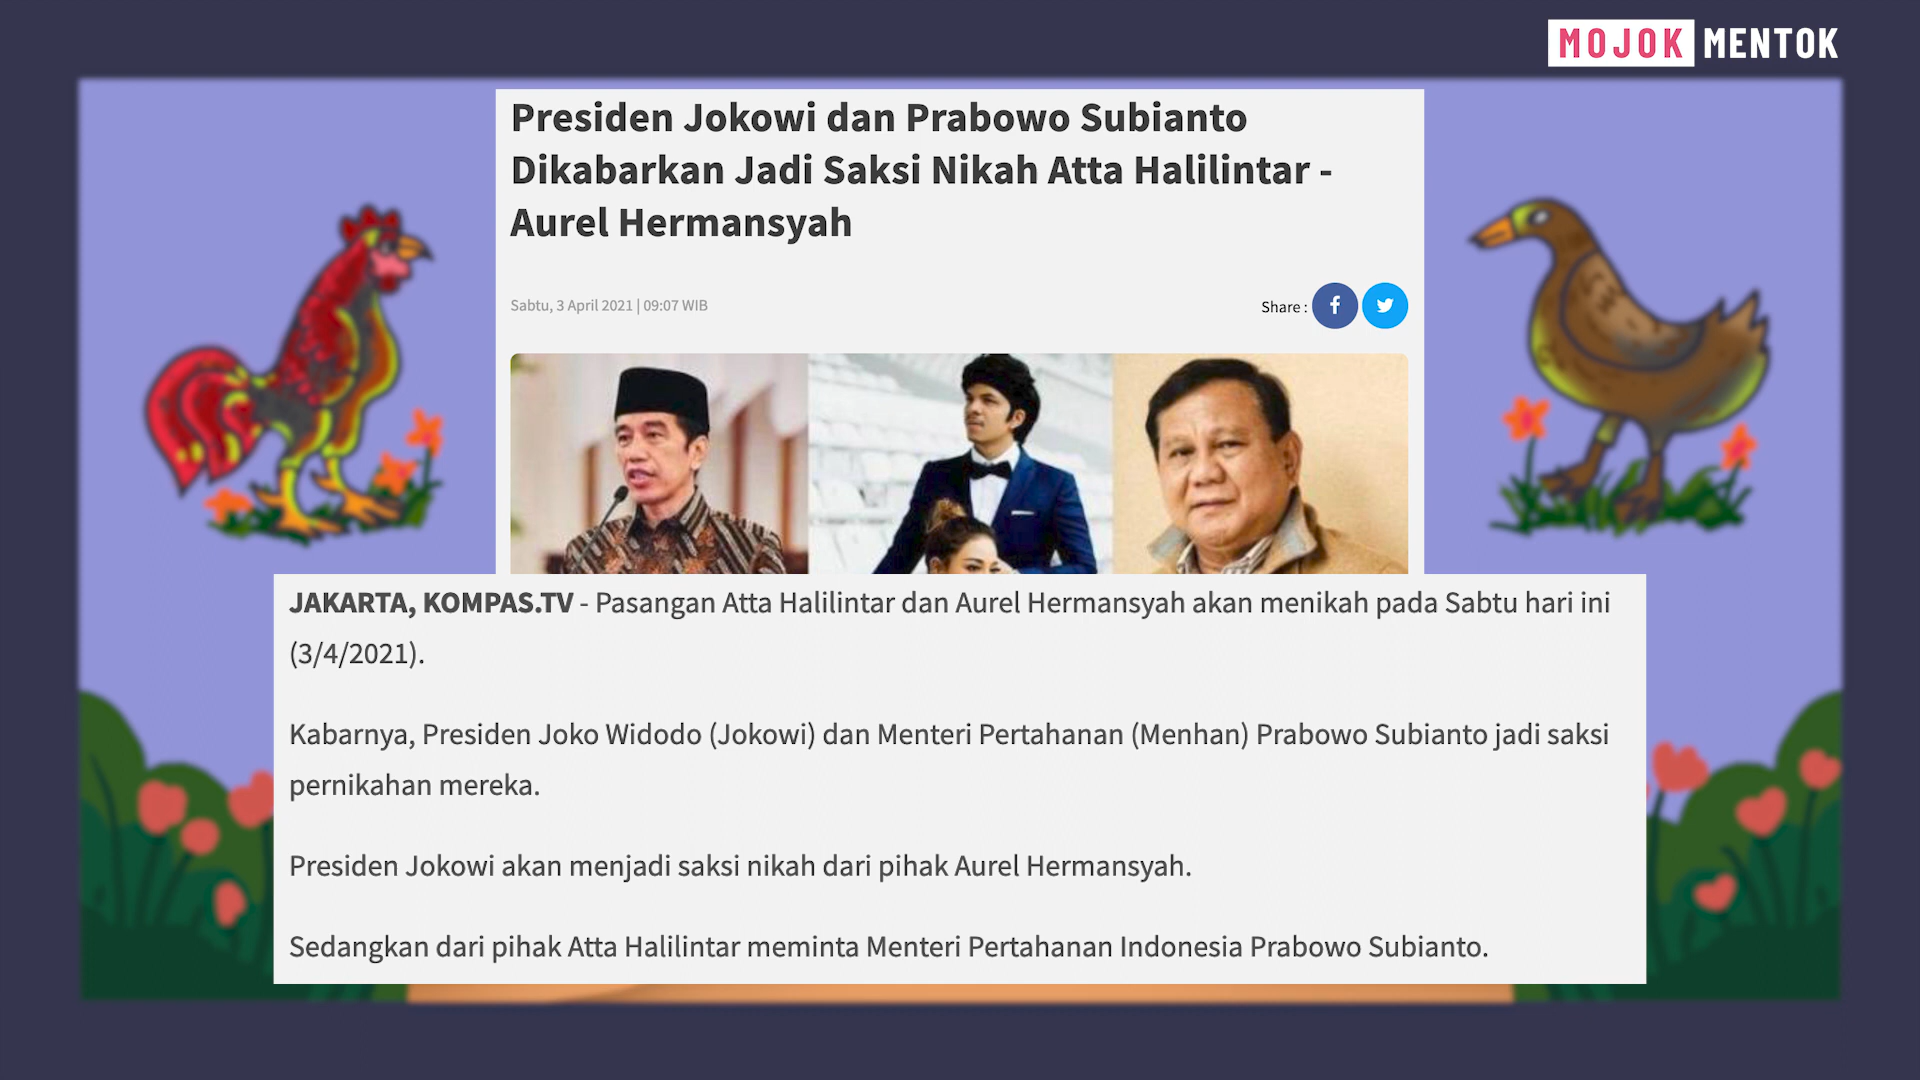 MOJOK MENTOK
Presiden Jokowi dan Prabowo Subianto
Dikabarkan Jadi Saksi Nikah Atta Halilintar -
Aurel Hermansyah
Sabtu, 3 April 2021 | 09:07 WIB
Share :
JAKARTA, KOMPAS.TV - Pasangan Atta Halilintar dan Aurel Hermansyah akan menikah pada Sabtu hari ini
(3/4/2021).
Kabarnya, Presiden Joko Widodo (Jokowi) dan Menteri Pertahanan (Menhan) Prabowo Subianto jadi saksi
pernikahan mereka.
Presiden Jokowi akan menjadi saksi nikah dari pihak Aurel Hermansyah.
Sedangkan dari pihak Atta Halilintar meminta Menteri Pertahanan Indonesia Prabowo Subianto.